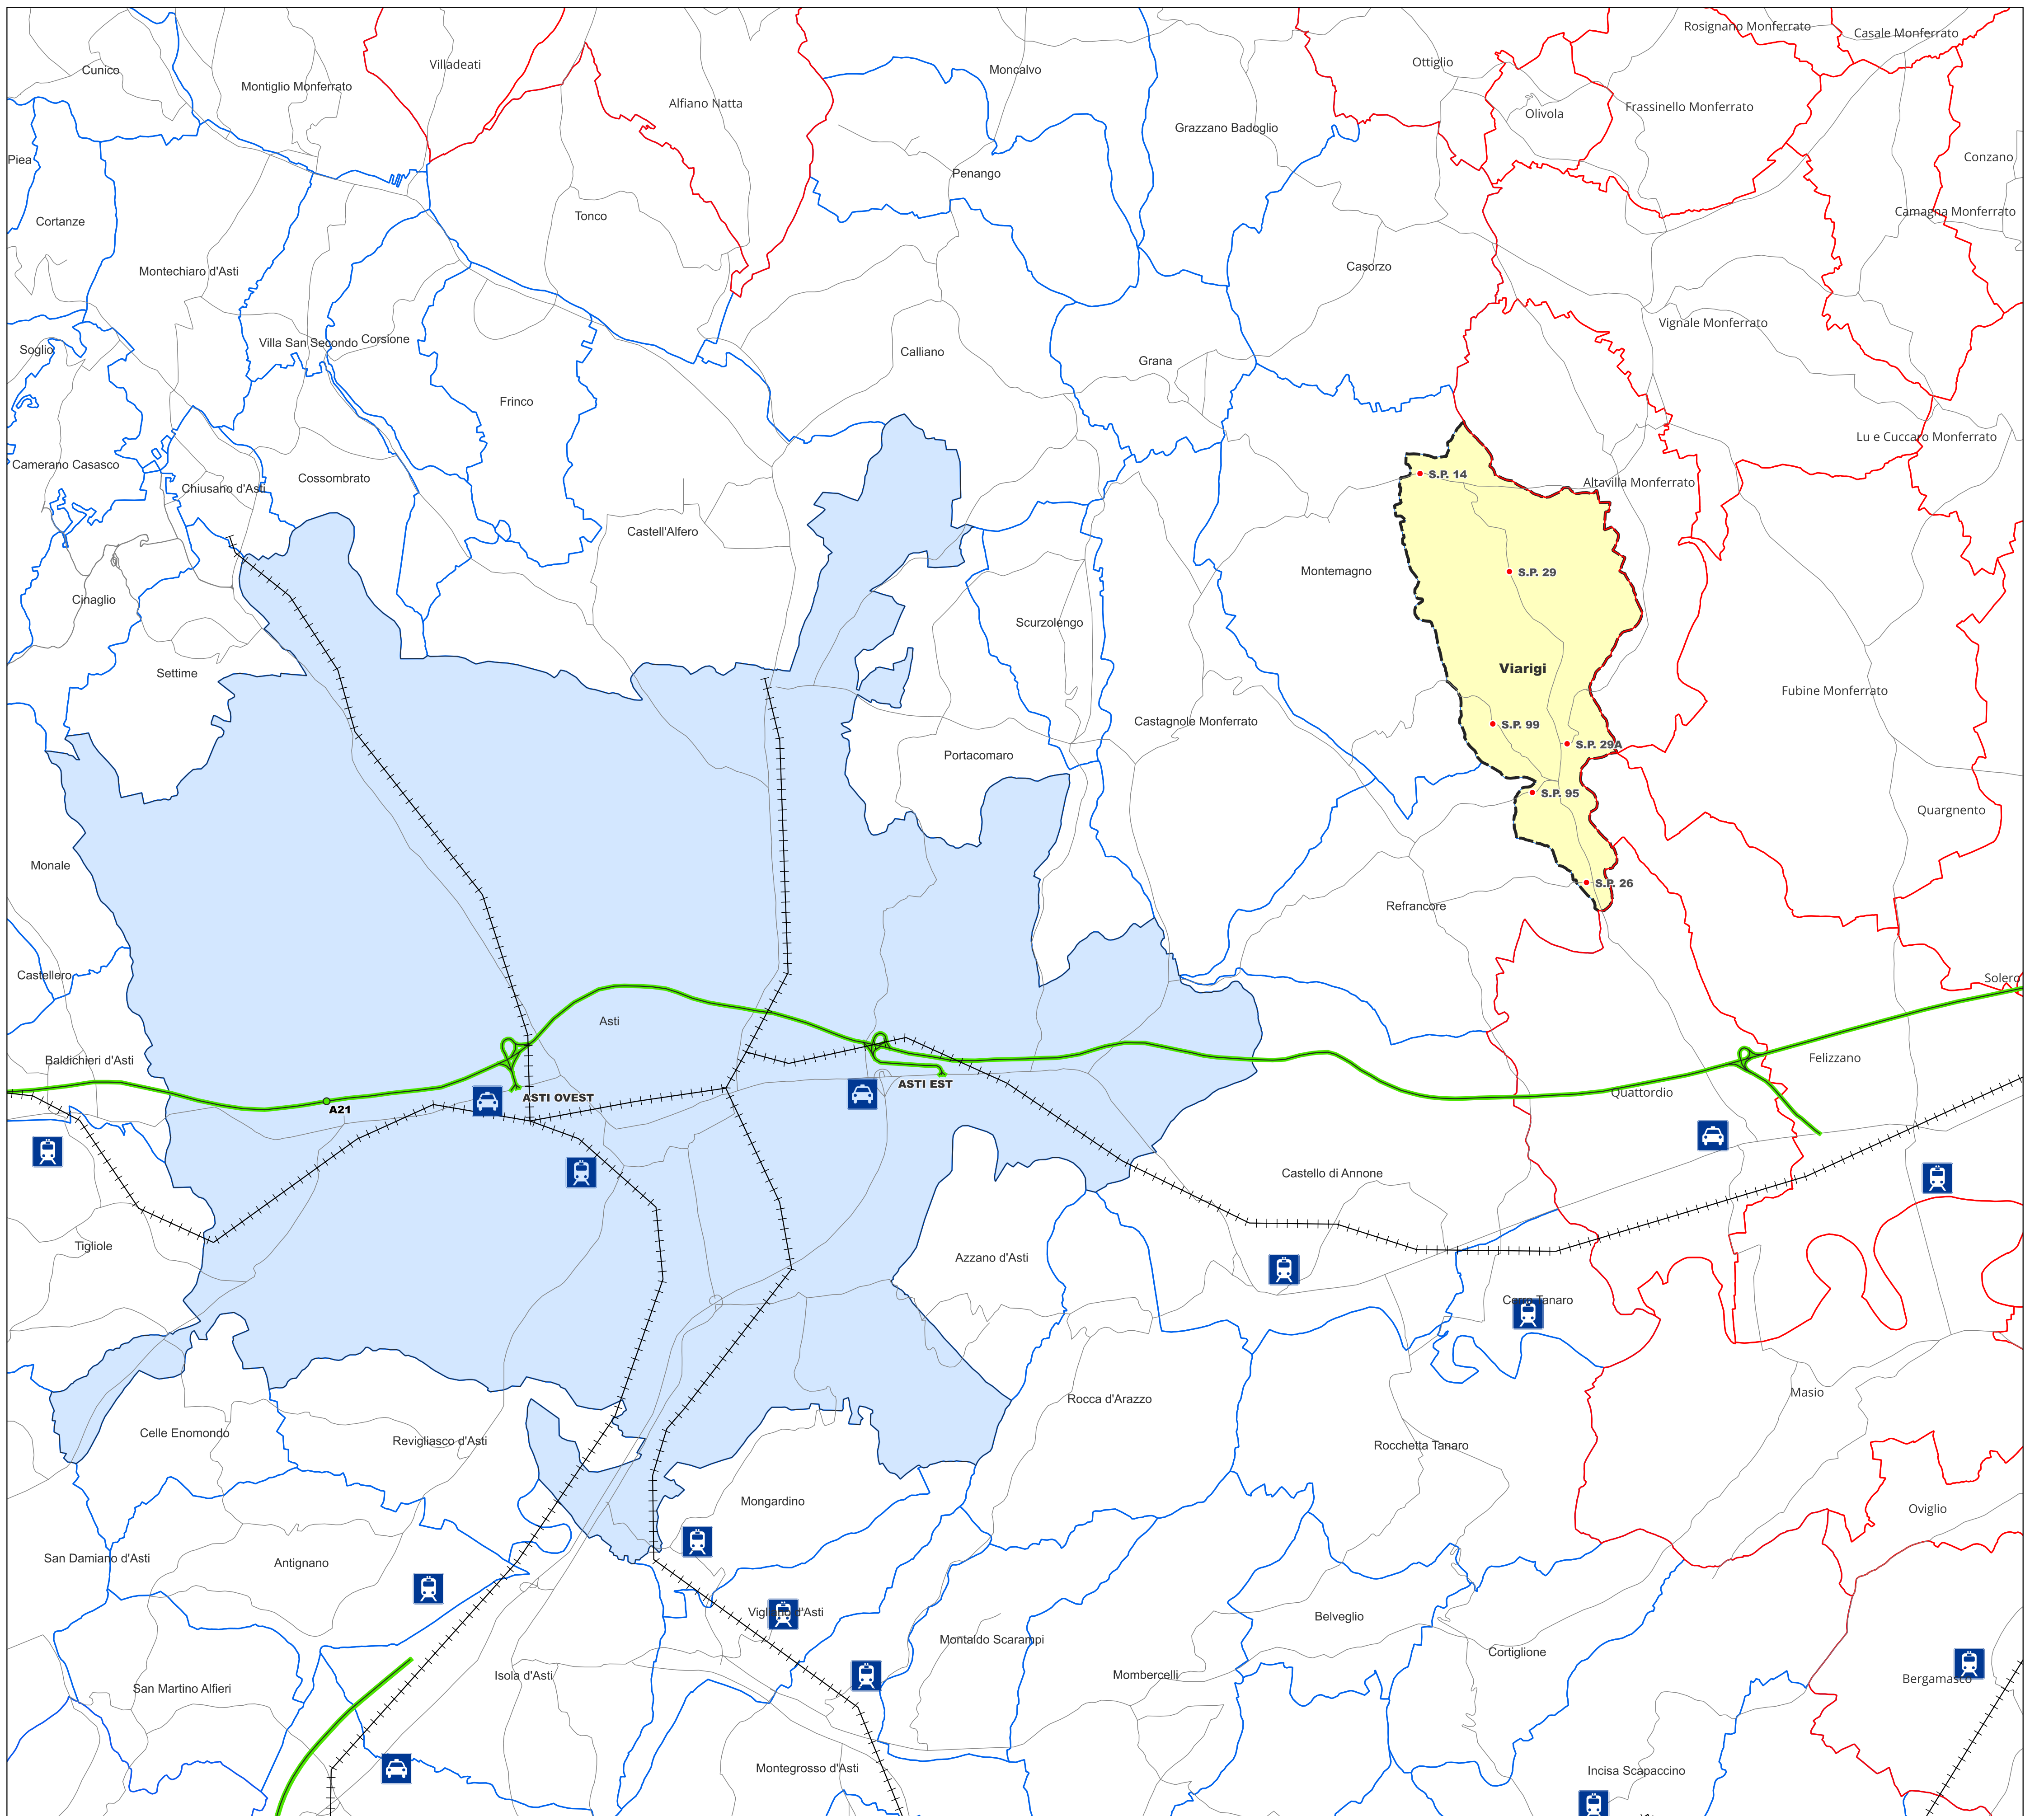 Rosignano Monferrato
Casale Monferrato
Cunico
Villadeati
Moncalvo
Ottiglio
Montiglio Monferrato
Alfiano Natta
Olivola
Frassinello Monferrato
Grazzano Badoglio
Piea
Conzano
Penango
Cortanze
Tonco
Camagna Monferrato
Montechiaro d'Asti
Casorzo
Vignale Monferrato
Soglio
Villa San Secondo
Corsione
Calliano
Grana
Frinco
Lu e Cuccaro Monferrato
Camerano Casasco
Chiusano d'Asti
Cossombrato
S.P. 14
Altavilla Monferrato
Castell'Alfero
Montemagno
S.P. 29
Cinaglio
Scurzolengo
Settime
Viarigi
Fubine Monferrato
Castagnole Monferrato
S.P. 99
S.P. 29A
Portacomaro
S.P. 95
Quargnento
Monale
S.P. 26
Refrancore
Castellero
Solero
Asti
Baldichieri d'Asti
Felizzano
ASTI EST
Quattordio
ASTI OVEST
A21
Castello di Annone
Tigliole
Azzano d'Asti
Cerro Tanaro
Masio
Rocca d'Arazzo
Celle Enomondo
Revigliasco d'Asti
Rocchetta Tanaro
Mongardino
Oviglio
San Damiano d'Asti
Antignano
Vigliano d'Asti
Belveglio
Montaldo Scarampi
Cortiglione
Isola d'Asti
Mombercelli
Bergamasco
San Martino Alfieri
Montegrosso d'Asti
Incisa Scapaccino